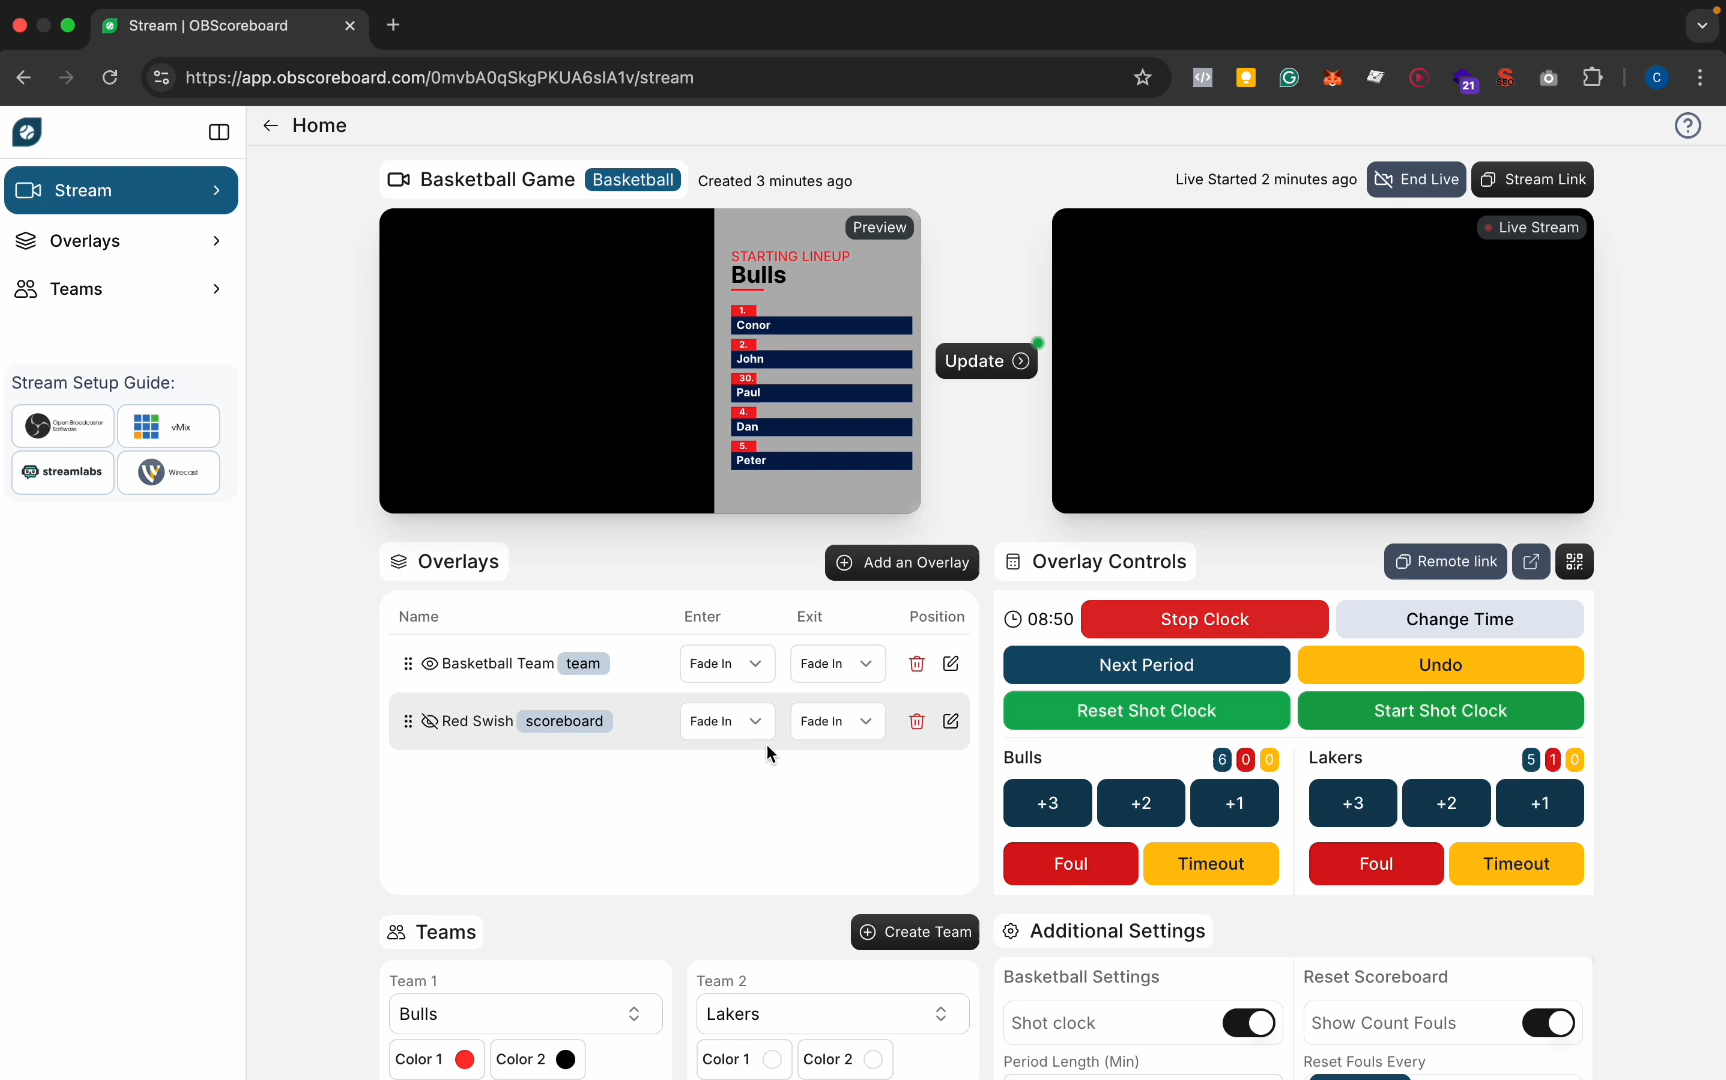 Stream | OBScoreboard
https://app.obscoreboard.com/0mvbA0qSkgPKUA6slA1v/stream
21
SEO
C
Home
Stream
Overlays
Teams
Stream Setup Guide:
Open Broadcaster
Software
vMix
streamlabs
Wirecast
Basketball Game Basketball Created 3 minutes ago
Live Started 2 minutes ago End Live Stream Link
Preview
STARTING LINEUP
Bulls
1.
Conor
2.
John
30.
Paul
4.
Dan
5.
Peter
Update
Live Stream
Overlays
Add an Overlay
Name Enter Exit Position
Basketball Team team Fade In Fade In
Red Swish scoreboard Fade In Fade In
Overlay Controls
Remote link
08:50 Stop Clock Change Time
Next Period Undo
Reset Shot Clock Start Shot Clock
Bulls 6 0 0
Lakers 5 1 0
+3 +2 +1
+3 +2 +1
Foul Timeout
Foul Timeout
Teams
Create Team
Team 1
Bulls
Color 1 Color 2
Team 2
Lakers
Color 1 Color 2
Additional Settings
Basketball Settings
Shot clock
Period Length (Min)
Reset Scoreboard
Show Count Fouls
Reset Fouls Every